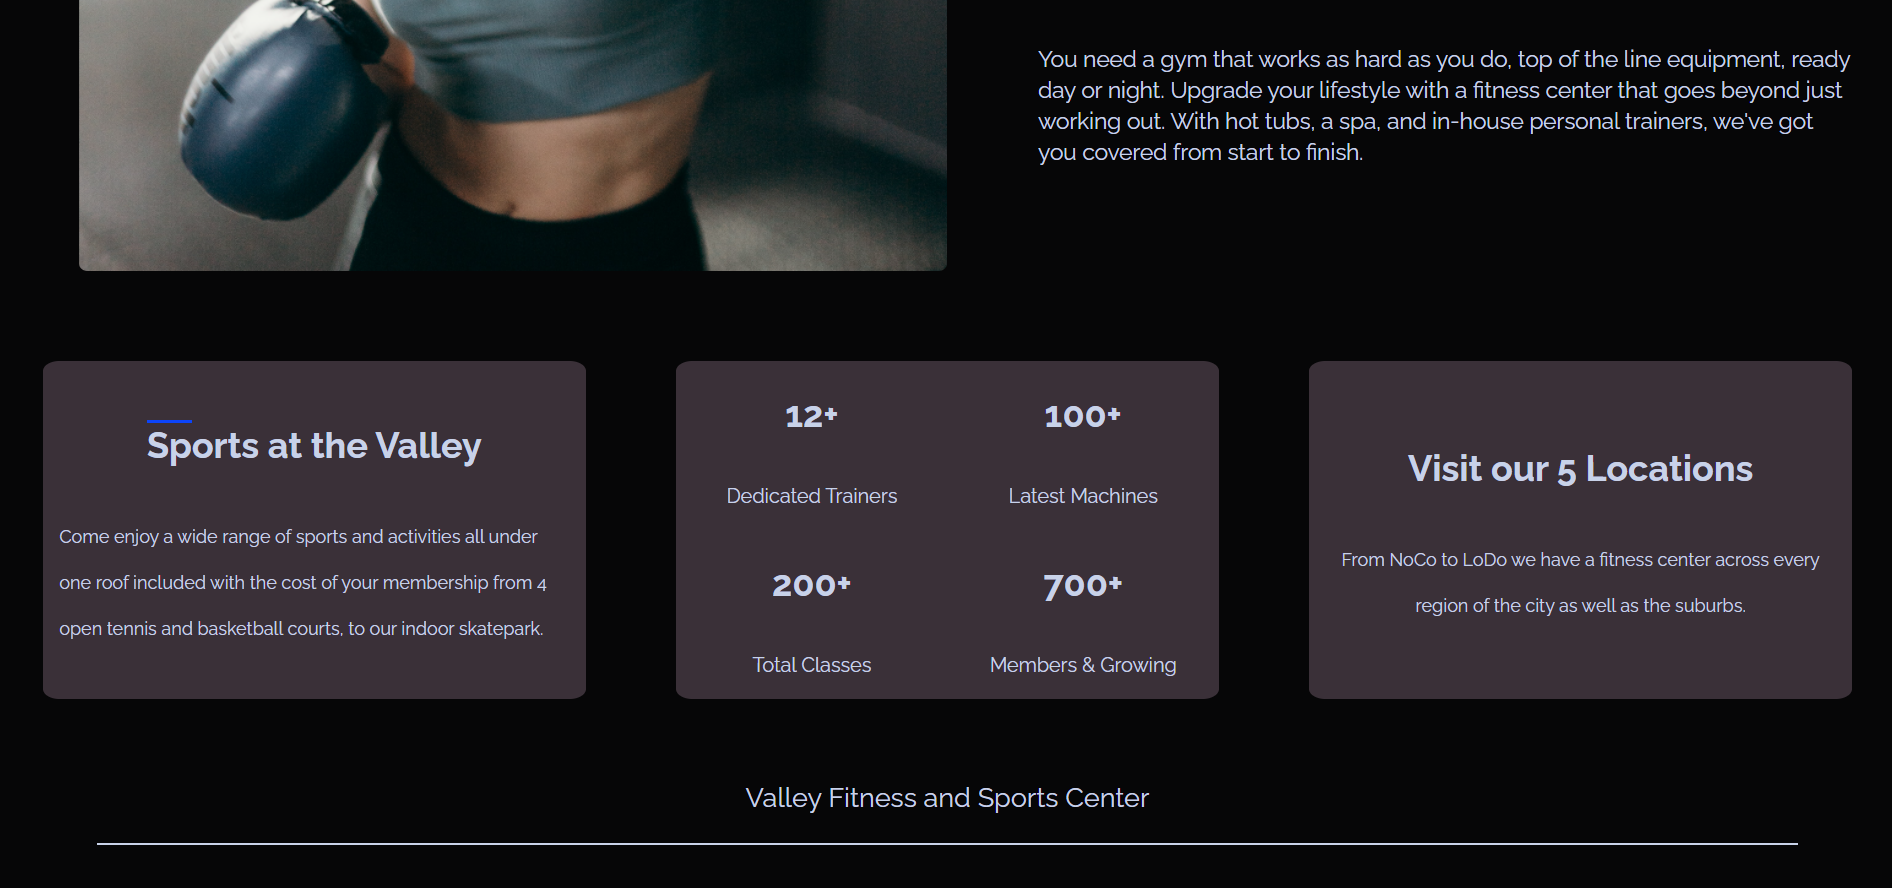 You need a gym that works as hard as you do, top of the line equipment, ready
day or night. Upgrade your lifestyle with a fitness center that goes beyond just
working out. With hot tubs, a spa, and in-house personal trainers, we've got
you covered from start to finish.
Sports at the Valley
Come enjoy a wide range of sports and activities all under
one roof included with the cost of your membership from 4
open tennis and basketball courts, to our indoor skatepark.
12+
Dedicated Trainers
100+
Latest Machines
200+
Total Classes
700+
Members & Growing
Visit our 5 Locations
From NoCo to LoDo we have a fitness center across every
region of the city as well as the suburbs.
Valley Fitness and Sports Center